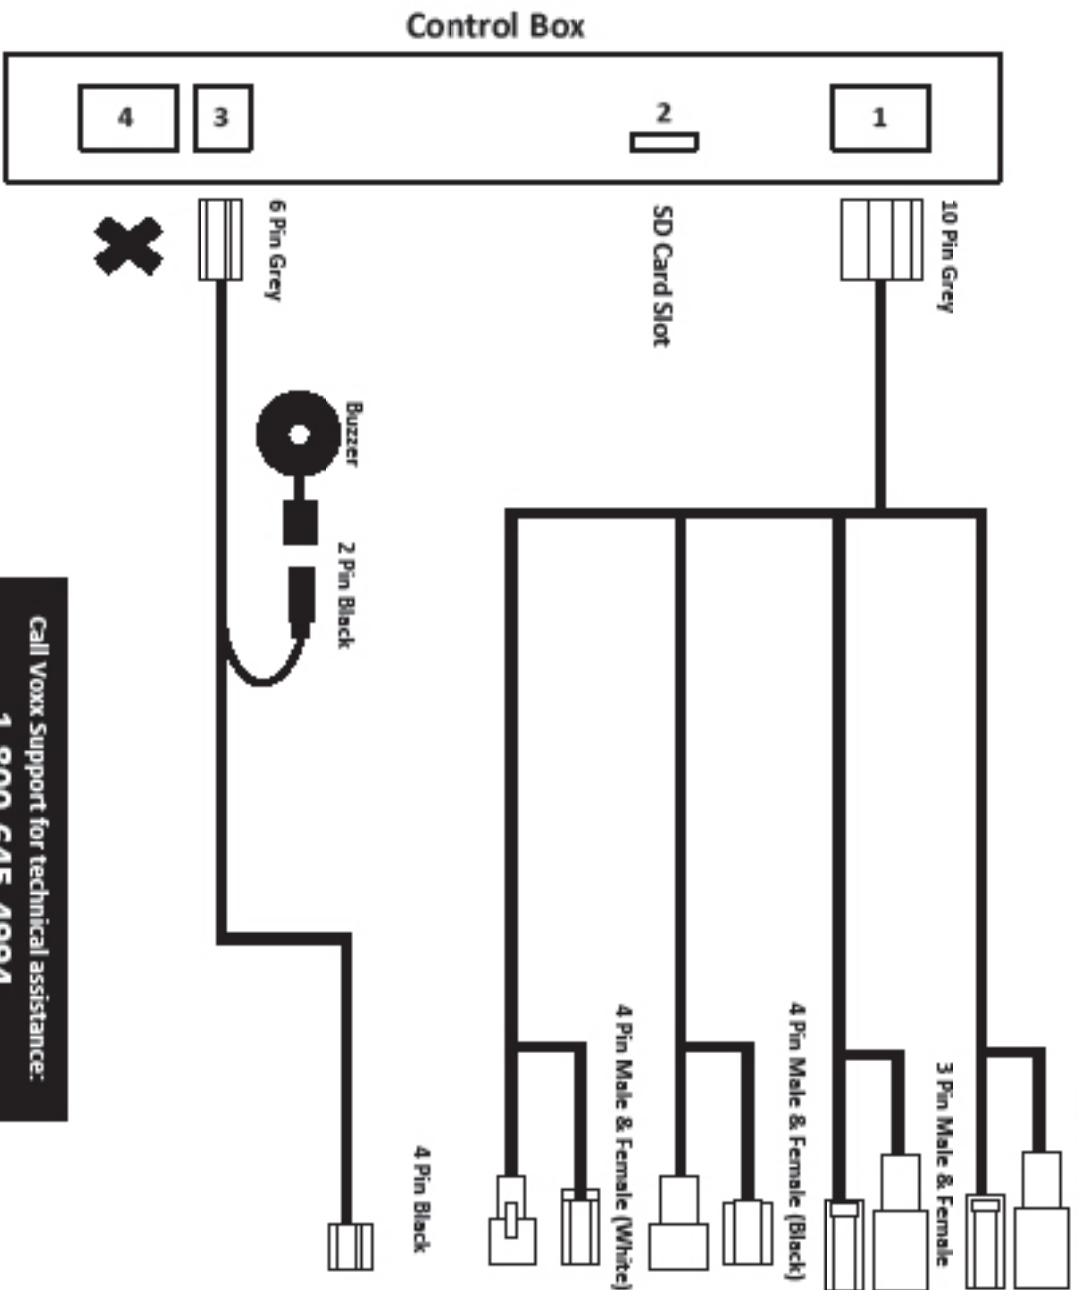 Control Box
4
3
2
1
6 Pin Grey
SD Card Slot
10 Pin Grey
Buzzer
2 Pin Black
Call Voxx Support for technical assistance:
4 Pin Black
4 Pin Male & Female (White)
4 Pin Male & Female (Black)
3 Pin Male & Female